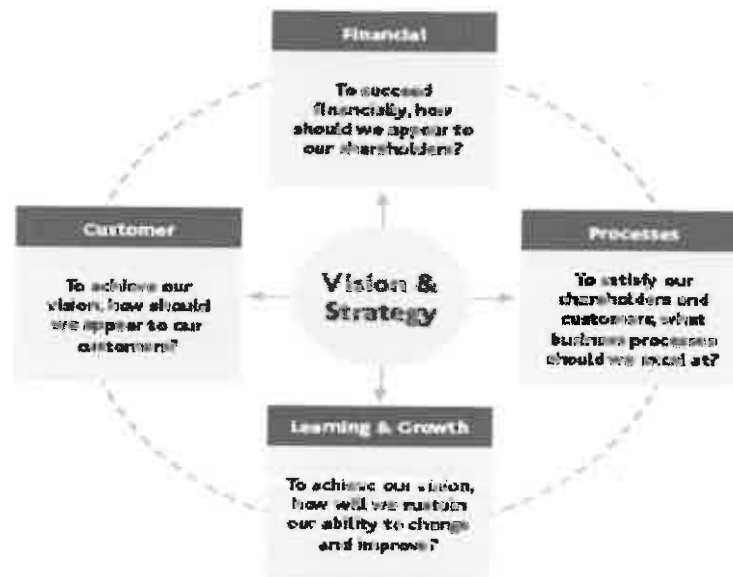 Financial
To succeed
financially, how
should we appear to
our shareholders?
Customer
To achieve our
vision, how should
we appear to our
customers?
Vision &
Strategy
Processes
To satisfy our
shareholders and
customers, what
business processes
should we excel at?
Learning & Growth
To achieve our vision,
how will we sustain
our ability to change
and improve?